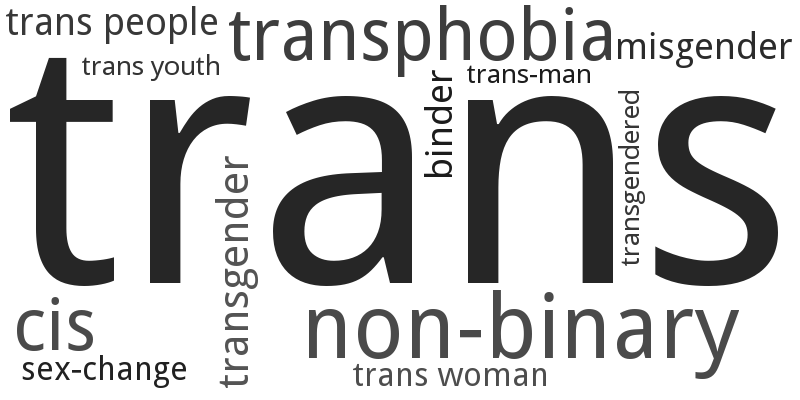 trans people
transphobia
misgender
trans youth
trans-man
binder
trans
transgendered
transgender
cis
non-binary
sex-change
trans woman